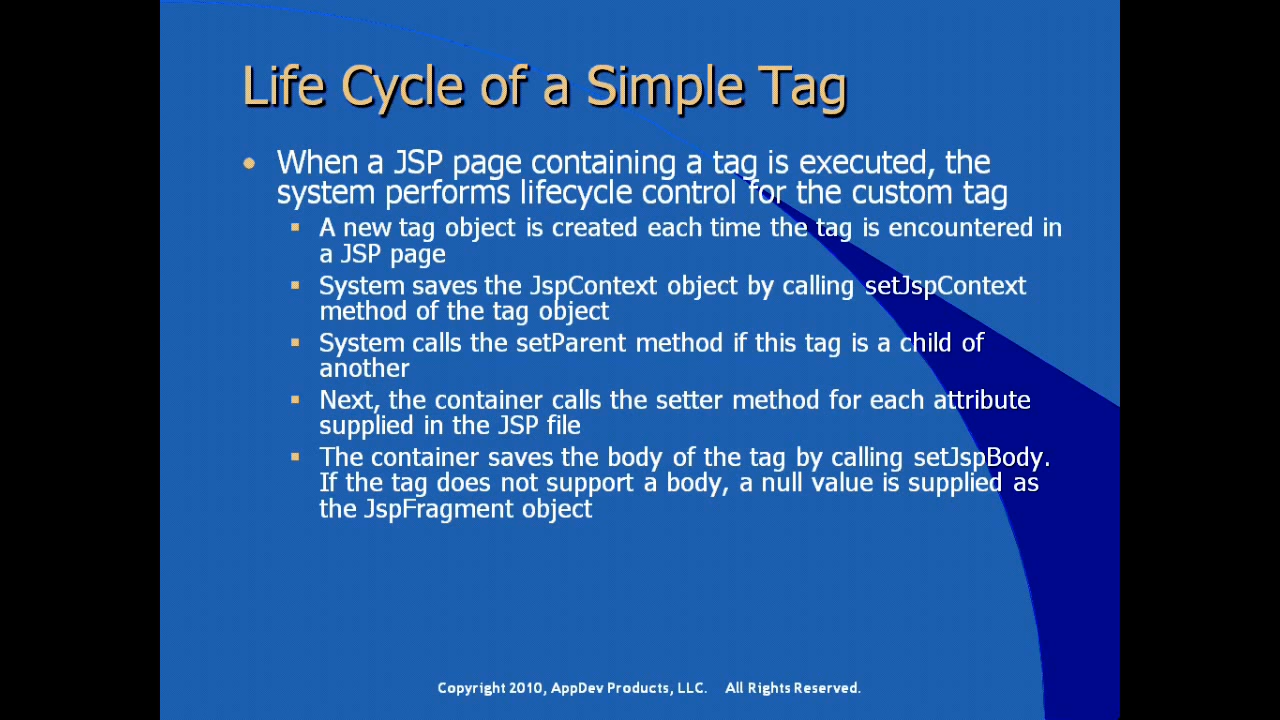 Life Cycle of a Simple Tag
When a JSP page containing a tag is executed, the
system performs lifecycle control for the custom tag
A new tag object is created each time the tag is encountered in
a JSP page
System saves the JspContext object by calling setJspContext
method of the tag object
System calls the setParent method if this tag is a child of
another
Next, the container calls the setter method for each attribute
supplied in the JSP file
The container saves the body of the tag by calling setJspBody.
If the tag does not support a body, a null value is supplied as
the JspFragment object
Copyright 2010, AppDev Products, LLC. All Rights Reserved.